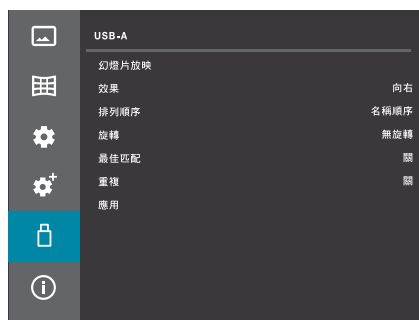 USB-A
幻燈片放映
效果 向右
排列順序 名稱順序
旋轉 無旋轉
最佳匹配 關
重複 關
應用